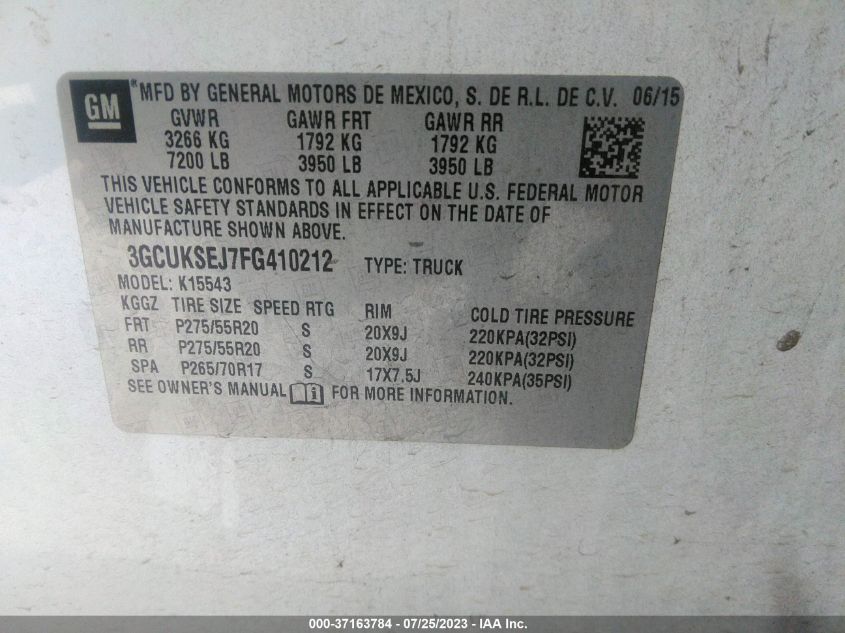 GM
*MFD BY GENERAL MOTORS DE MEXICO, S. DE R.L. DE C.V. 06/15
GVWR GAWR FRT GAWR RR
3266 KG 1792 KG 1792 KG
7200 LB 3950 LB 3950 LB
THIS VEHICLE CONFORMS TO ALL APPLICABLE U.S. FEDERAL MOTOR
VEHICLE SAFETY STANDARDS IN EFFECT ON THE DATE OF
MANUFACTURE SHOWN ABOVE.
3GCUKSEJ7FG410212 TYPE: TRUCK
MODEL: K15543
KGGZ TIRE SIZE SPEED RTG RIM COLD TIRE PRESSURE
FRT P275/55R20 S 20X9J 220KPA(32PSI)
RR P275/55R20 S 20X9J 220KPA(32PSI)
SPA P265/70R17 S 17X7.5J 240KPA(35PSI)
SEE OWNER'S MANUAL i FOR MORE INFORMATION.
000-37163784 - 07/25/2023 - IAA Inc.